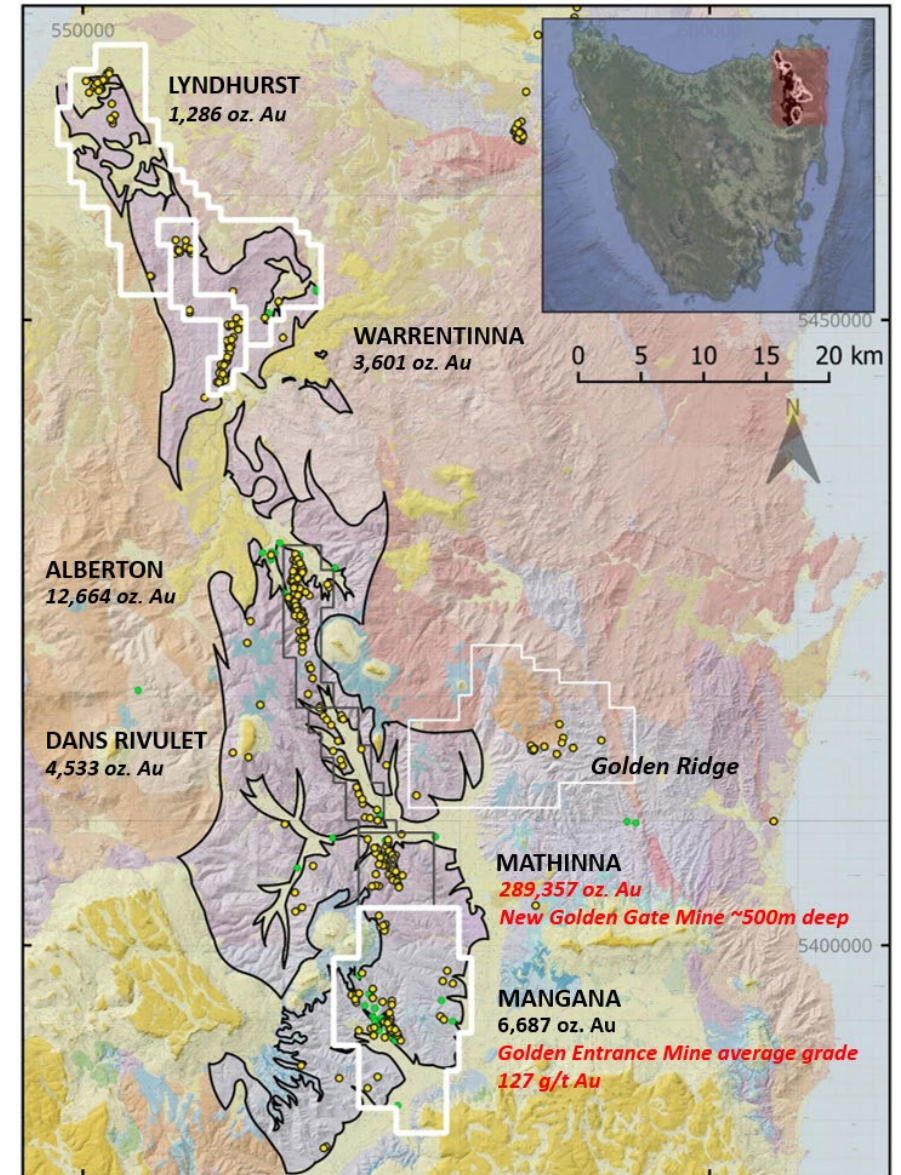 550000
600000
LYNDHURST
1,286 oz. Au
5450000
WARRENTINNA
3,601 oz. Au
0 5 10 15 20 km
N
ALBERTON
12,664 oz. Au
DANS RIVULET
4,533 oz. Au
Golden Ridge
MATHINNA
289,357 oz. Au
New Golden Gate Mine ~500m deep
5400000
MANGANA
6,687 oz. Au
Golden Entrance Mine average grade
127 g/t Au